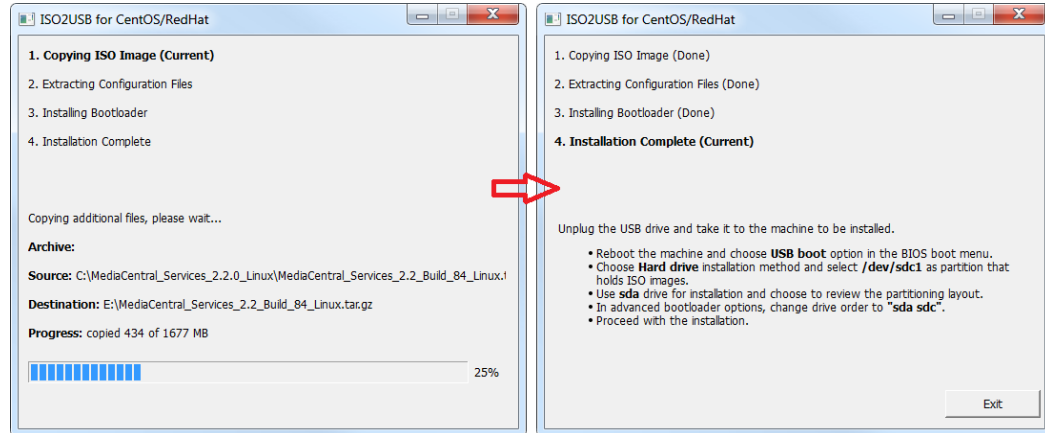 ISO2USB for CentOS/RedHat
1. Copying ISO Image (Current)
2. Extracting Configuration Files
3. Installing Bootloader
4. Installation Complete
Copying additional files, please wait...
Archive:
Source: C:\MediaCentral_Services_2.2.0_Linux\MediaCentral_Services_2.2_Build_84_Linux.t
Destination: E:\MediaCentral_Services_2.2_Build_84_Linux.tar.gz
Progress: copied 434 of 1677 MB
25%
ISO2USB for CentOS/RedHat
1. Copying ISO Image (Done)
2. Extracting Configuration Files (Done)
3. Installing Bootloader (Done)
4. Installation Complete (Current)
Unplug the USB drive and take it to the machine to be installed.
• Reboot the machine and choose USB boot option in the BIOS boot menu.
• Choose Hard drive installation method and select /dev/sdc1 as partition that
holds ISO images.
• Use sda drive for installation and choose to review the partitioning layout.
• In advanced bootloader options, change drive order to "sda sdc".
• Proceed with the installation.
Exit